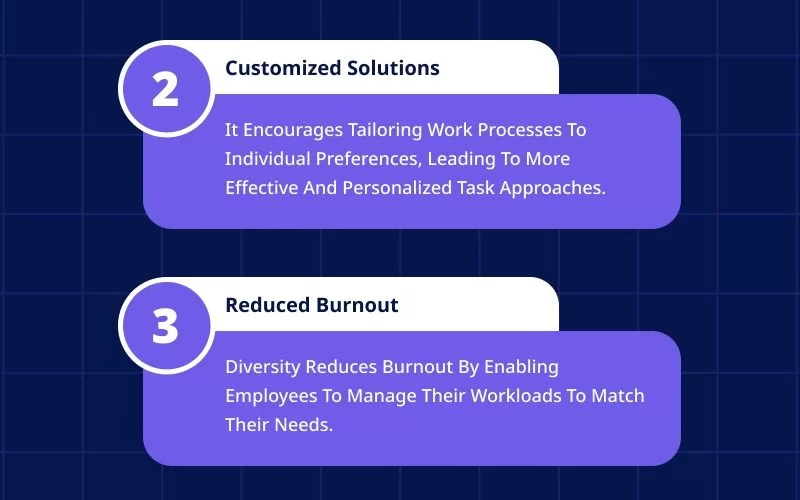 2
Customized Solutions
It Encourages Tailoring Work Processes To
Individual Preferences, Leading To More
Effective And Personalized Task Approaches.
3
Reduced Burnout
Diversity Reduces Burnout By Enabling
Employees To Manage Their Workloads To Match
Their Needs.